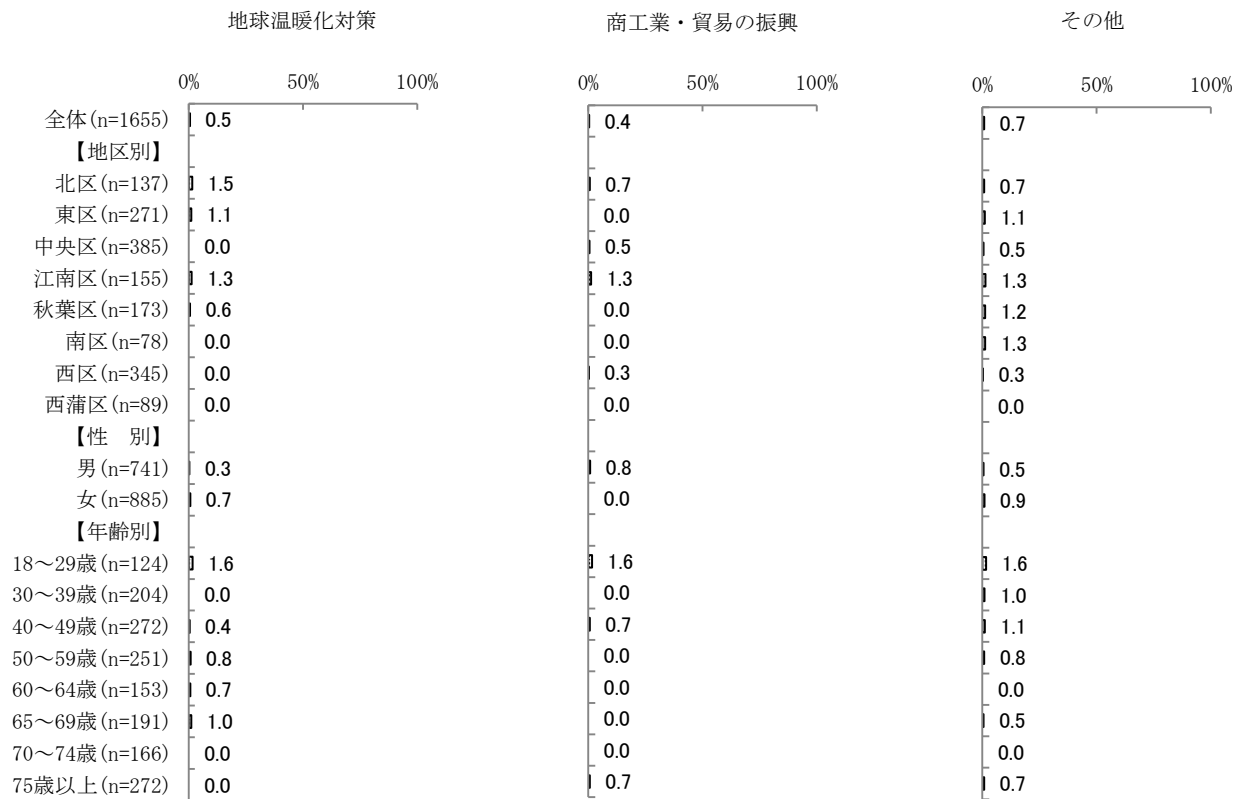 地球温暖化対策 商工業・貿易の振興 その他
0% 50% 100% 0% 50% 100% 0% 50% 100%
全体(n=1655) 0.5 0.4 0.7
【地区別】
北区(n=137) 1.5 0.7 0.7
東区(n=271) 1.1 0.0 1.1
中央区(n=385) 0.0 0.5 0.5
江南区(n=155) 1.3 1.3 1.3
秋葉区(n=173) 0.6 0.0 1.2
南区(n=78) 0.0 0.0 1.3
西区(n=345) 0.0 0.3 0.3
西蒲区(n=89) 0.0 0.0 0.0
【性　別】
男(n=741) 0.3 0.8 0.5
女(n=885) 0.7 0.0 0.9
【年齢別】
18～29歳(n=124) 1.6 1.6 1.6
30～39歳(n=204) 0.0 0.0 1.0
40～49歳(n=272) 0.4 0.7 1.1
50～59歳(n=251) 0.8 0.0 0.8
60～64歳(n=153) 0.7 0.0 0.0
65～69歳(n=191) 1.0 0.0 0.5
70～74歳(n=166) 0.0 0.0 0.0
75歳以上(n=272) 0.0 0.7 0.7